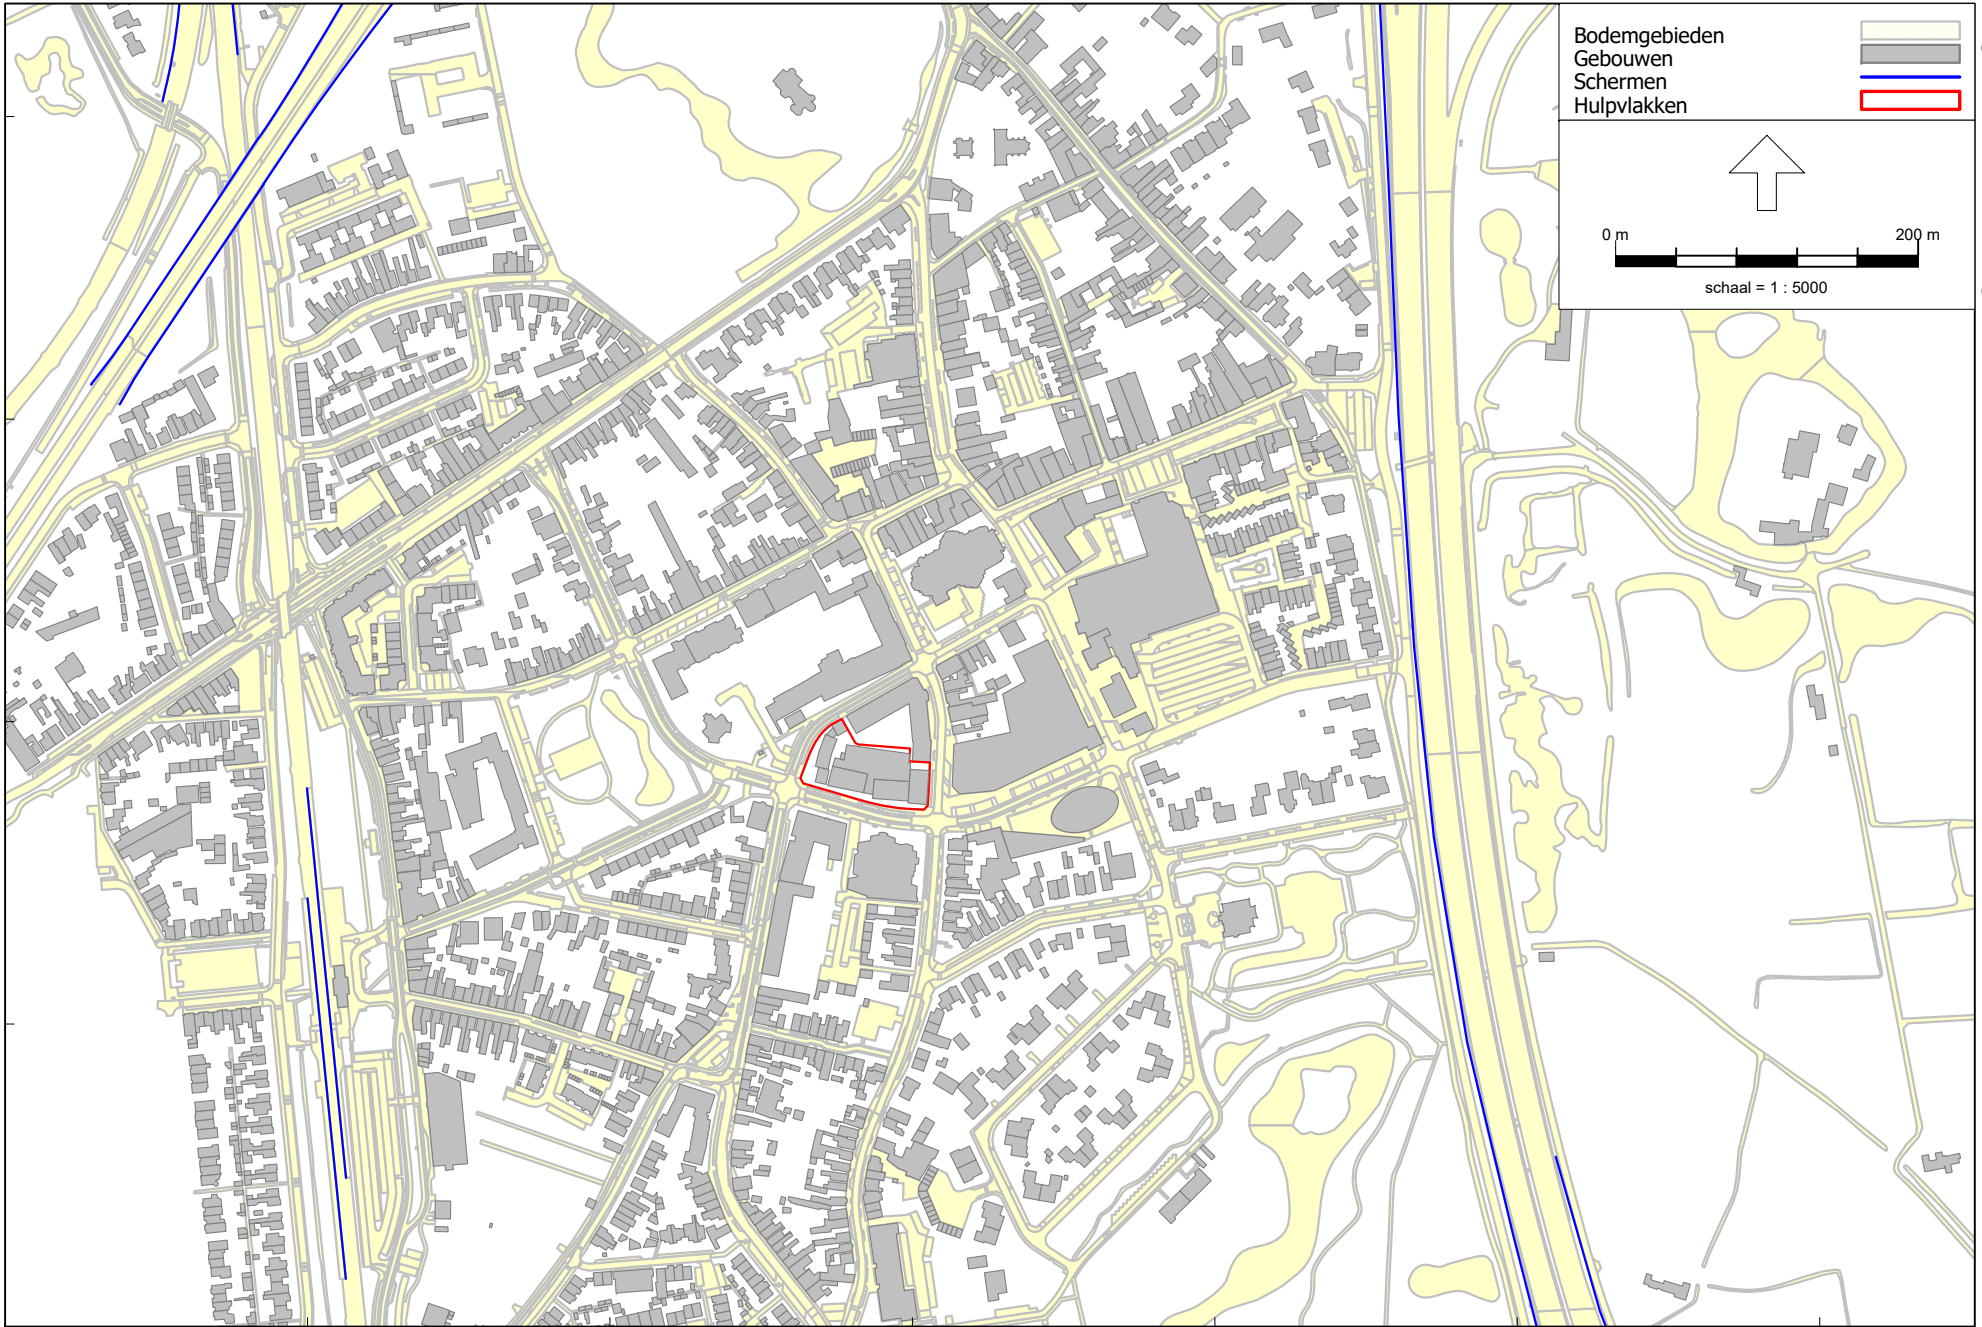 Bodemgebieden
Gebouwen
Schermen
Hulpvlakken
0 m 200 m
schaal = 1 : 5000